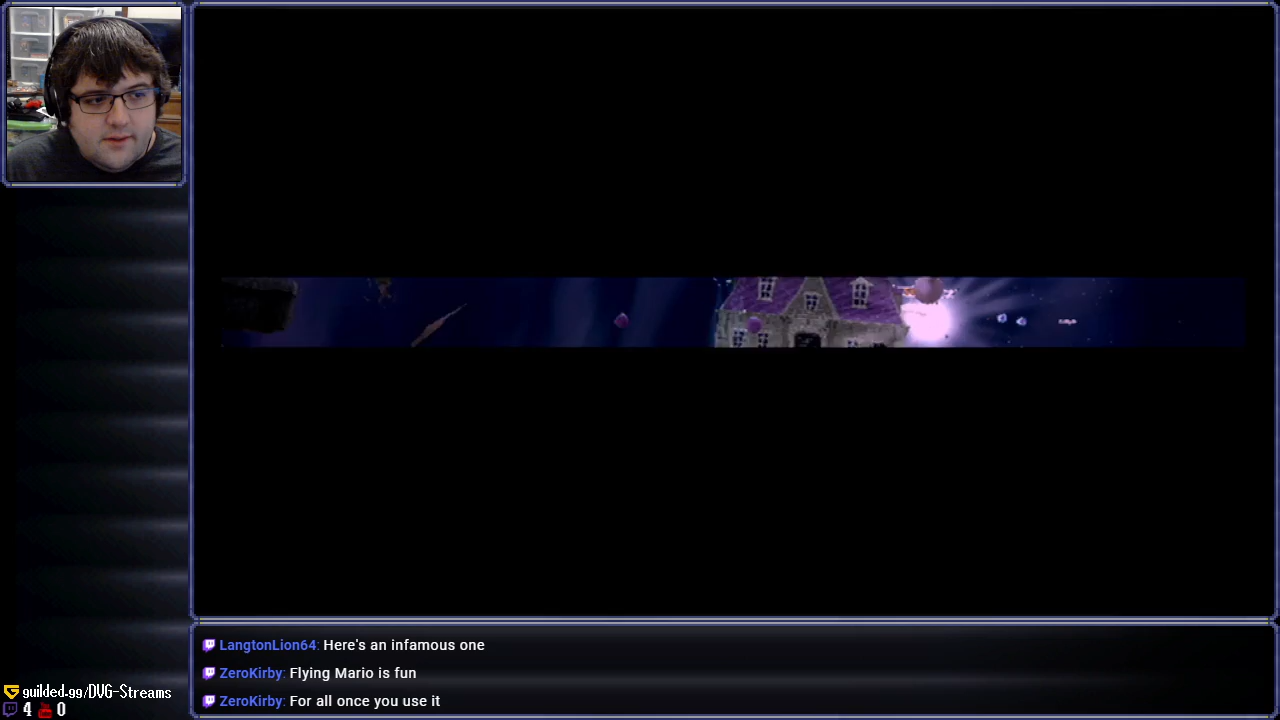 LangtonLion64: Here's an infamous one
ZeroKirby: Flying Mario is fun
ZeroKirby: For all once you use it
guilded.gg/DVG-Streams
4 0